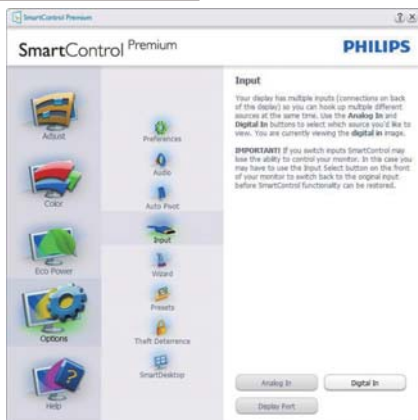 SmartControl Premium
SmartControl Premium
PHILIPS
Adjust
Color
Eco Power
Options
Help
Preferences
Audio
Auto Pivot
Input
Wizard
Presets
Theft Deterrence
SmartDesktop
Input
Your display has multiple inputs (connections on back
of the display) so you can hook up multiple different
sources at the same time. Use the Analog In and
Digital In buttons to select which source you'd like to
view. You are currently viewing the digital in image.
IMPORTANT! If you switch inputs SmartControl may
lose the ability to control your monitor. In this case you
may have to use the Input Select button on the front
of your monitor to switch back to the original input
before SmartControl functionality can be restored.
Analog In
Digital In
Display Port